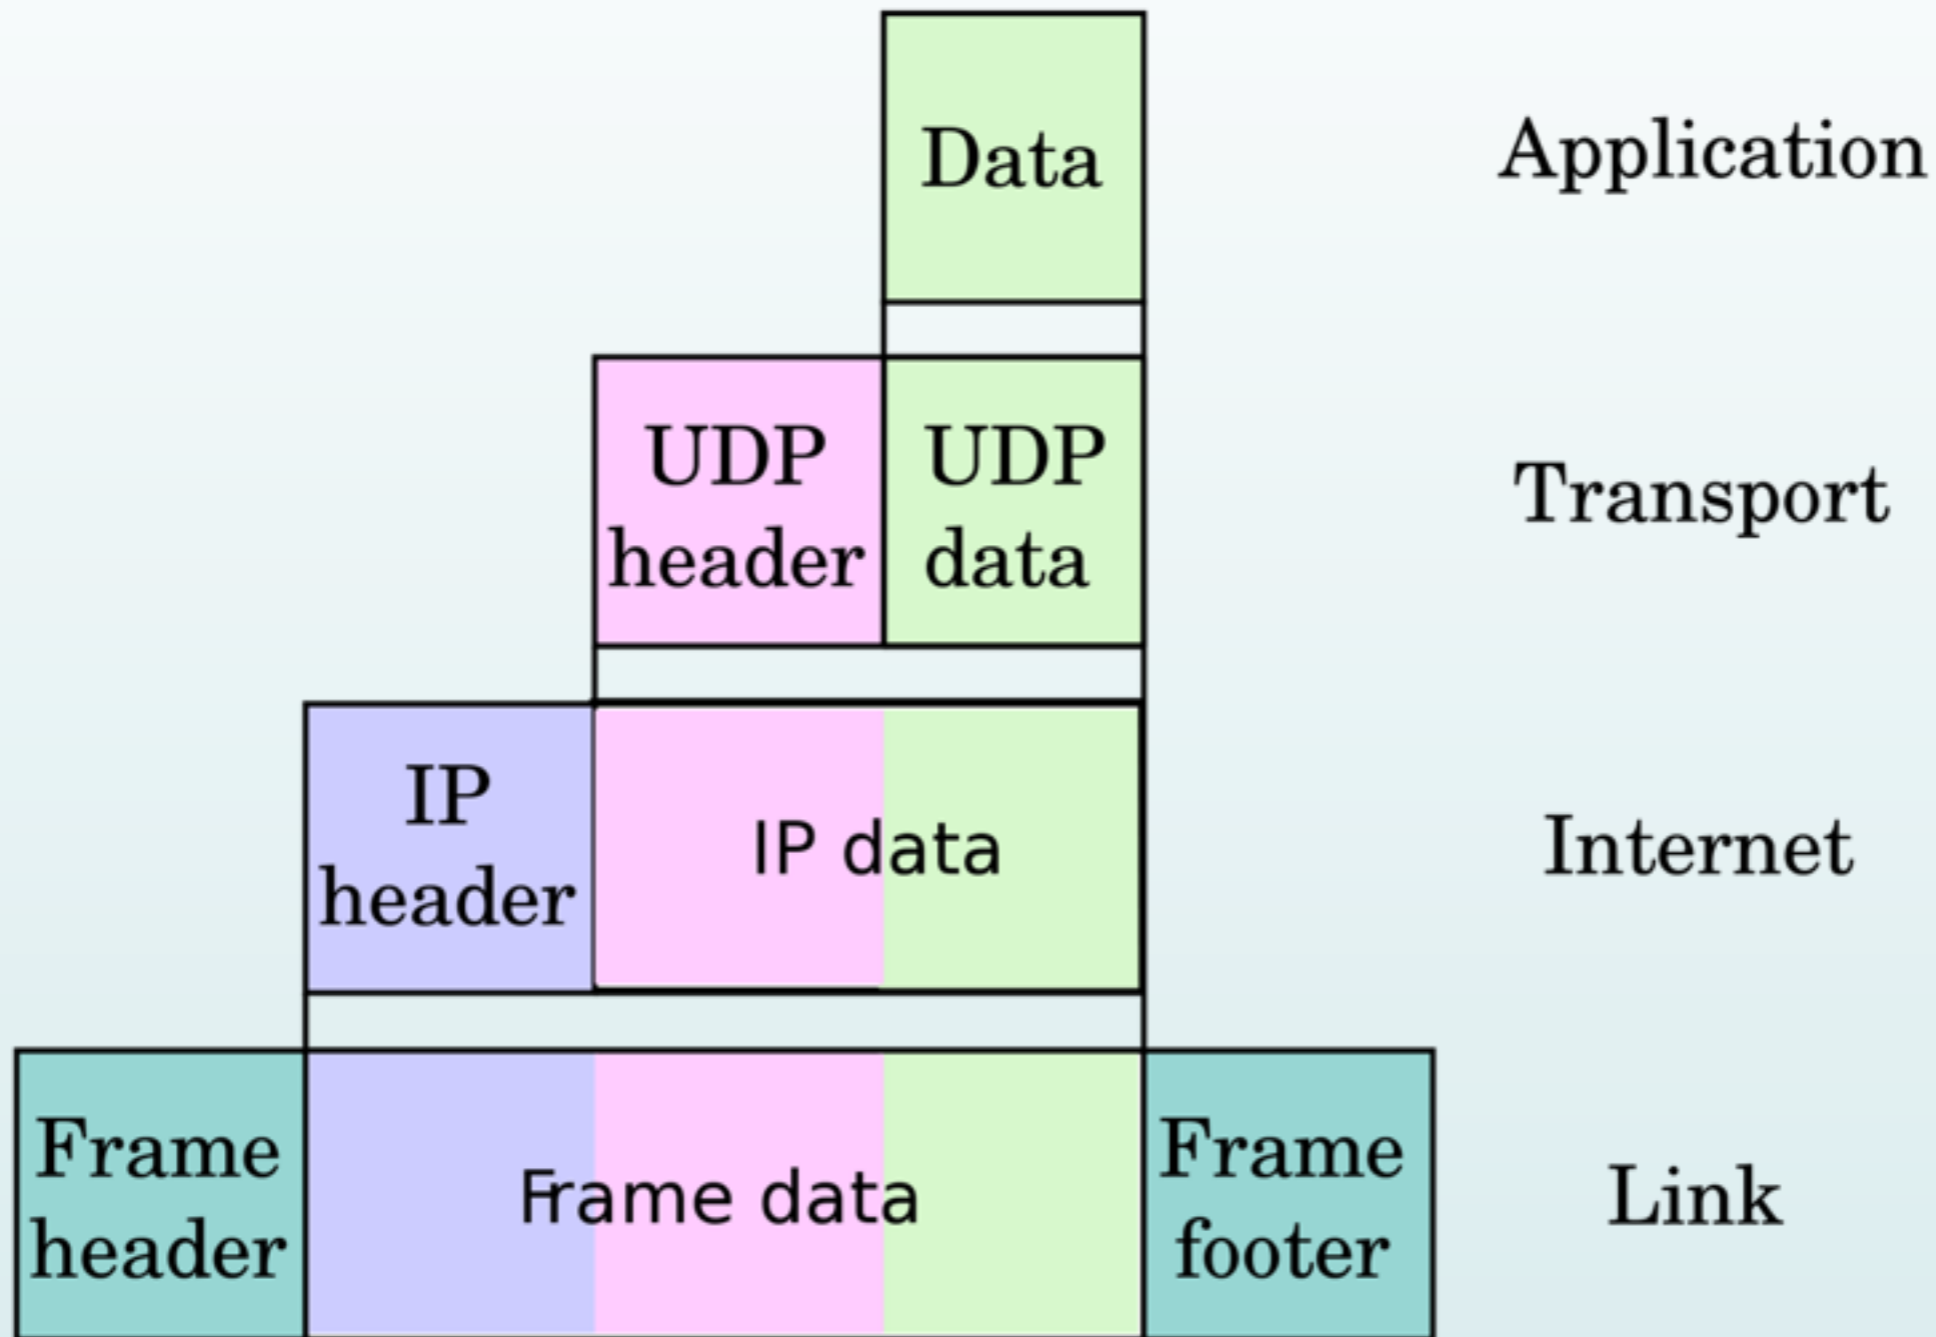 Data
Application
UDP
header
UDP
data
Transport
IP
header
IP data
Internet
Frame
header
Frame data
Frame
footer
Link